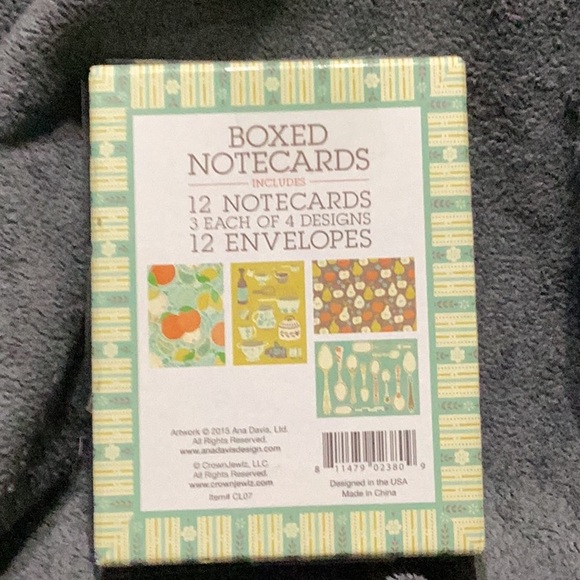 BOXED
NOTECARDS
INCLUDES
12 NOTECARDS
3 EACH OF 4 DESIGNS
12 ENVELOPES
Artwork © 2015 Ana Davis, Ltd.
All Rights Reserved.
www.anadavisdesign.com
© CrownJewlz, LLC.
All Rights Reserved.
www.crownjewlz.com
Item# CL07
8 11479 02380 9
Designed in the USA
Made in China